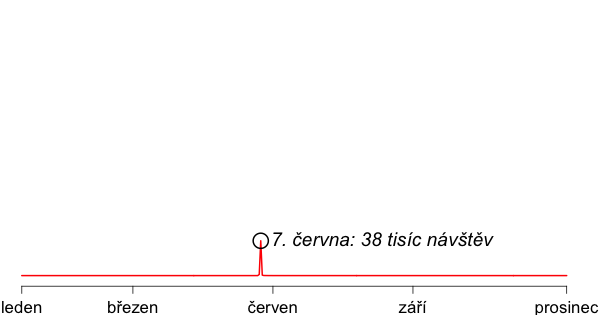 7. června: 38 tisíc návštěv
leden březen červen září prosinec